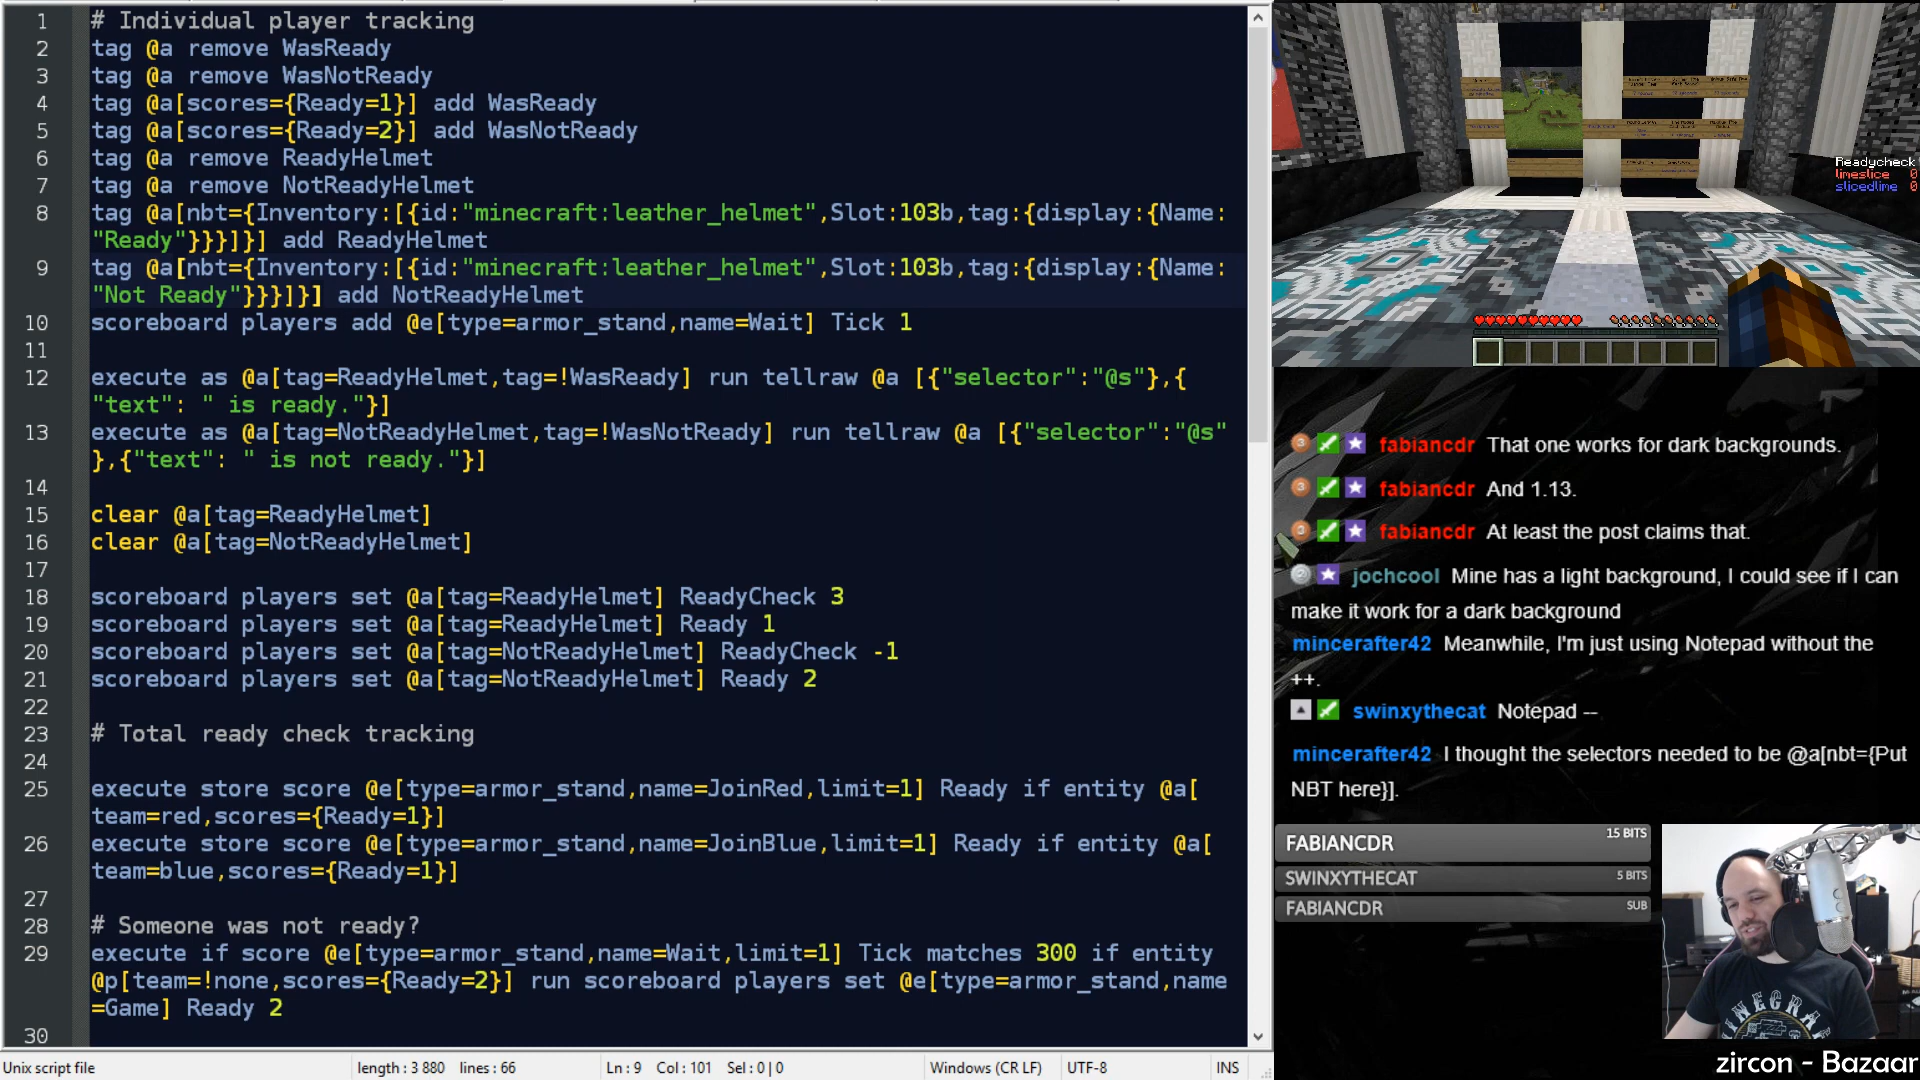 1 # Individual player tracking
2 tag @a remove WasReady
3 tag @a remove WasNotReady
4 tag @a[scores={Ready=1}] add WasReady
5 tag @a[scores={Ready=2}] add WasNotReady
6 tag @a remove ReadyHelmet
7 tag @a remove NotReadyHelmet
8 tag @a[nbt={Inventory:[{id:"minecraft:leather_helmet",Slot:103b,tag:{display:{Name:
"Ready"}}}]}] add ReadyHelmet
9 tag @a[nbt={Inventory:[{id:"minecraft:leather_helmet",Slot:103b,tag:{display:{Name:
"Not Ready"}}}]}] add NotReadyHelmet
10 scoreboard players add @e[type=armor_stand,name=Wait] Tick 1
11
12 execute as @a[tag=ReadyHelmet,tag=!WasReady] run tellraw @a [{"selector":"@s"},{
"text": " is ready."}]
13 execute as @a[tag=NotReadyHelmet,tag=!WasNotReady] run tellraw @a [{"selector":"@s"
},{"text": " is not ready."}]
14
15 clear @a[tag=ReadyHelmet]
16 clear @a[tag=NotReadyHelmet]
17
18 scoreboard players set @a[tag=ReadyHelmet] ReadyCheck 3
19 scoreboard players set @a[tag=ReadyHelmet] Ready 1
20 scoreboard players set @a[tag=NotReadyHelmet] ReadyCheck -1
21 scoreboard players set @a[tag=NotReadyHelmet] Ready 2
22
23 # Total ready check tracking
24
25 execute store score @e[type=armor_stand,name=JoinRed,limit=1] Ready if entity @a[
team=red,scores={Ready=1}]
26 execute store score @e[type=armor_stand,name=JoinBlue,limit=1] Ready if entity @a[
team=blue,scores={Ready=1}]
27
28 # Someone was not ready?
29 execute if score @e[type=armor_stand,name=Wait,limit=1] Tick matches 300 if entity
@p[team=!none,scores={Ready=2}] run scoreboard players set @e[type=armor_stand,name
=Game] Ready 2
30
Unix script file length : 3 880 lines : 66 Ln : 9 Col : 101 Sel : 0 | 0 Windows (CR LF) UTF-8 INS
Readycheck
limeslice 0
slicedlime 0
fabiancdr That one works for dark backgrounds.
fabiancdr And 1.13.
fabiancdr At least the post claims that.
jochcool Mine has a light background, I could see if I can
make it work for a dark background
mincerafter42 Meanwhile, I'm just using Notepad without the
++.
swinxythecat Notepad --
mincerafter42 I thought the selectors needed to be @a[nbt={Put
NBT here}].
FABIANCDR 15 BITS
SWINXYTHECAT 5 BITS
FABIANCDR SUB
MINECRAFT
zircon - Bazaar